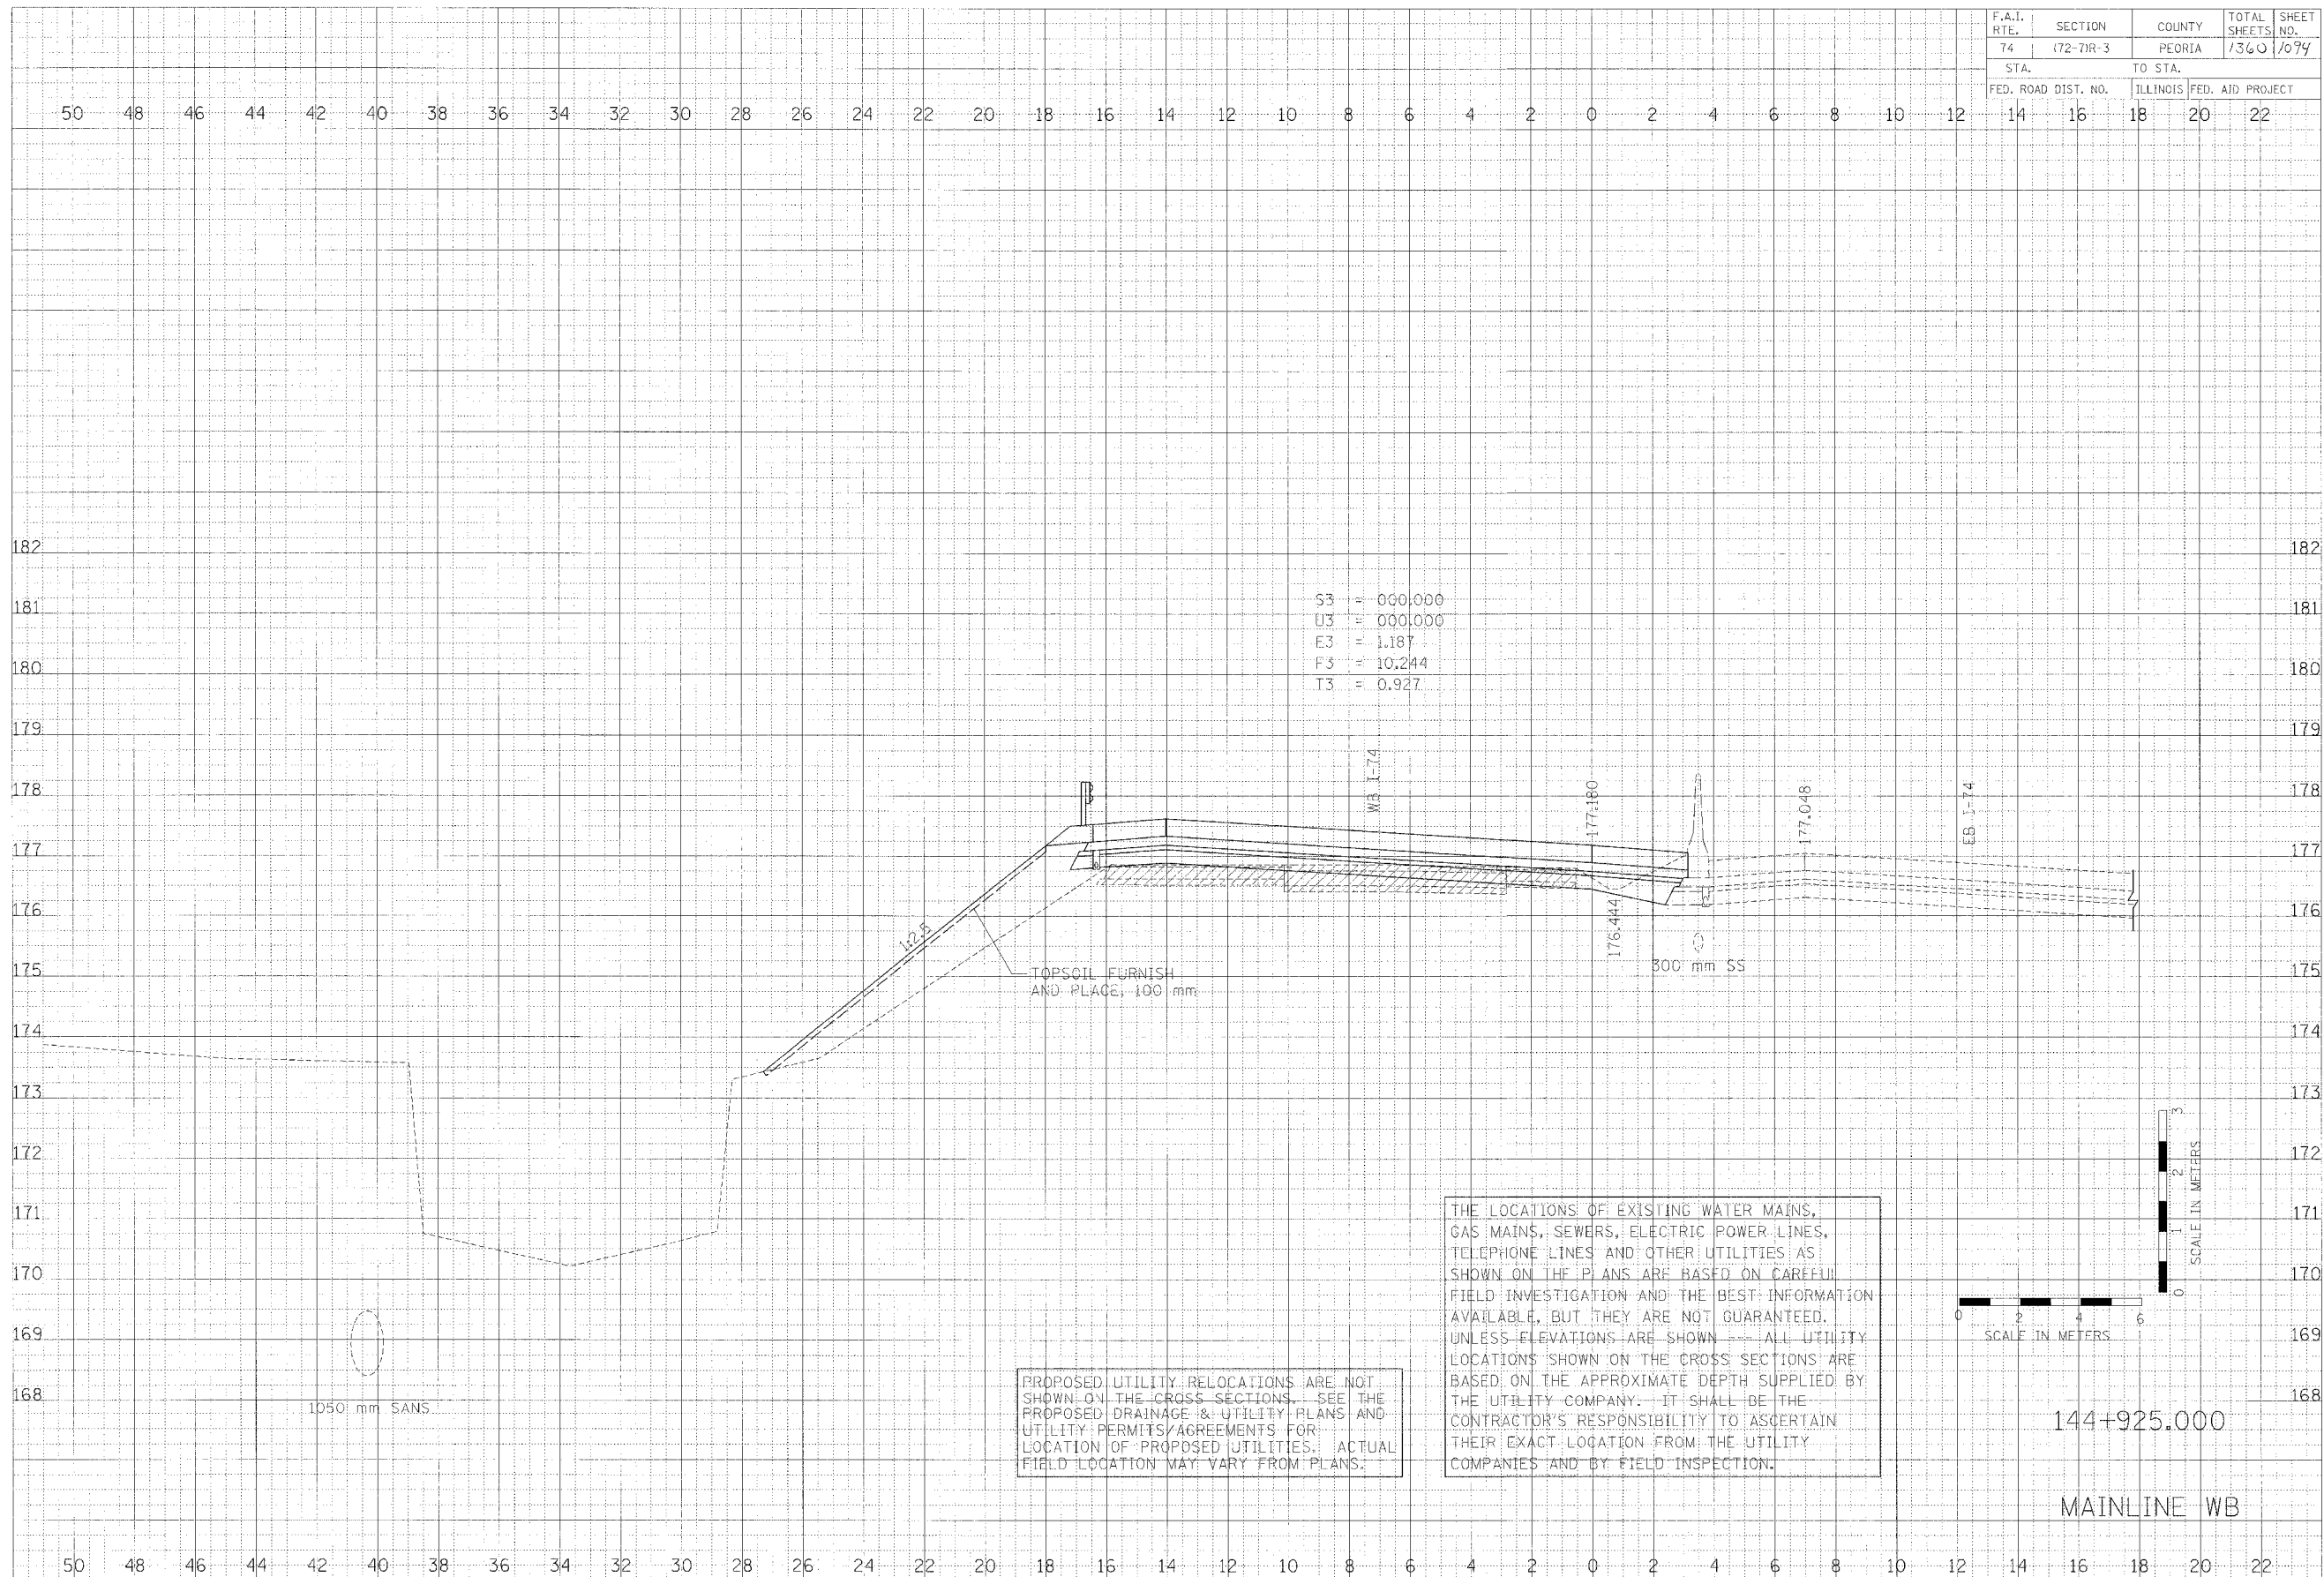 F.A.I. RTE. SECTION COUNTY TOTAL SHEETS SHEET NO.
74 (72-7)R-3 PEORIA 1360 1094
STA. TO STA.
FED. ROAD DIST. NO. ILLINOIS FED. AID PROJECT
50 48 46 44 42 40 38 36 34 32 30 28 26 24 22 20 18 16 14 12 10 8 6 4 2 0 2 4 6 8 10 12 14 16 18 20 22
182 182
S3 = 000.000
181 181
U3 = 000.000
E3 = 1.187
F3 = 10.244
180 180
T3 = 0.927
179 179
WB I-74
178 178
177.180
177.048
EB I-74
177 177
176 176
176.444
1:2.5
300 mm SS
175 175
TOPSOIL FURNISH
AND PLACE, 100 mm
174 174
173 173
3
172 172
2
SCALE IN METERS
171 171
1
170 170
0
THE LOCATIONS OF EXISTING WATER MAINS,
GAS MAINS, SEWERS, ELECTRIC POWER LINES,
TELEPHONE LINES AND OTHER UTILITIES AS
SHOWN ON THE PLANS ARE BASED ON CAREFUL
FIELD INVESTIGATION AND THE BEST INFORMATION
AVAILABLE, BUT THEY ARE NOT GUARANTEED.
UNLESS ELEVATIONS ARE SHOWN --- ALL UTILITY
LOCATIONS SHOWN ON THE CROSS SECTIONS ARE
BASED ON THE APPROXIMATE DEPTH SUPPLIED BY
THE UTILITY COMPANY. IT SHALL BE THE
CONTRACTOR'S RESPONSIBILITY TO ASCERTAIN
THEIR EXACT LOCATION FROM THE UTILITY
COMPANIES AND BY FIELD INSPECTION.
0 2 4 6
SCALE IN METERS
169 169
168 168
1050 mm SANS
PROPOSED UTILITY RELOCATIONS ARE NOT
SHOWN ON THE CROSS SECTIONS. SEE THE
PROPOSED DRAINAGE & UTILITY PLANS AND
UTILITY PERMITS/AGREEMENTS FOR
LOCATION OF PROPOSED UTILITIES. ACTUAL
FIELD LOCATION MAY VARY FROM PLANS.
144+925.000
MAINLINE WB
50 48 46 44 42 40 38 36 34 32 30 28 26 24 22 20 18 16 14 12 10 8 6 4 2 0 2 4 6 8 10 12 14 16 18 20 22